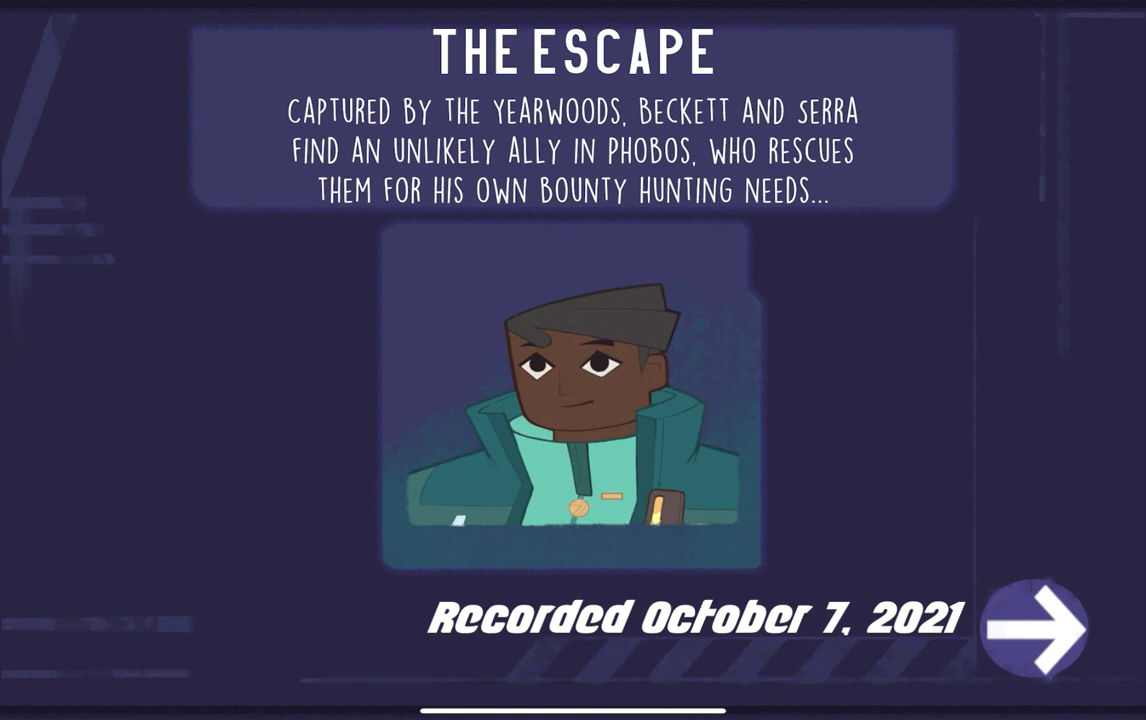 THE ESCAPE
CAPTURED BY THE YEARWOODS, BECKETT AND SERRA
FIND AN UNLIKELY ALLY IN PHOBOS, WHO RESCUES
THEM FOR HIS OWN BOUNTY HUNTING NEEDS...
Recorded October 7, 2021